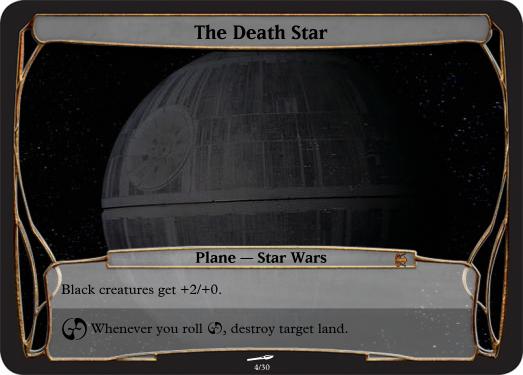 The Death Star
Plane — Star Wars
Black creatures get +2/+0.
Whenever you roll , destroy target land.
4/30